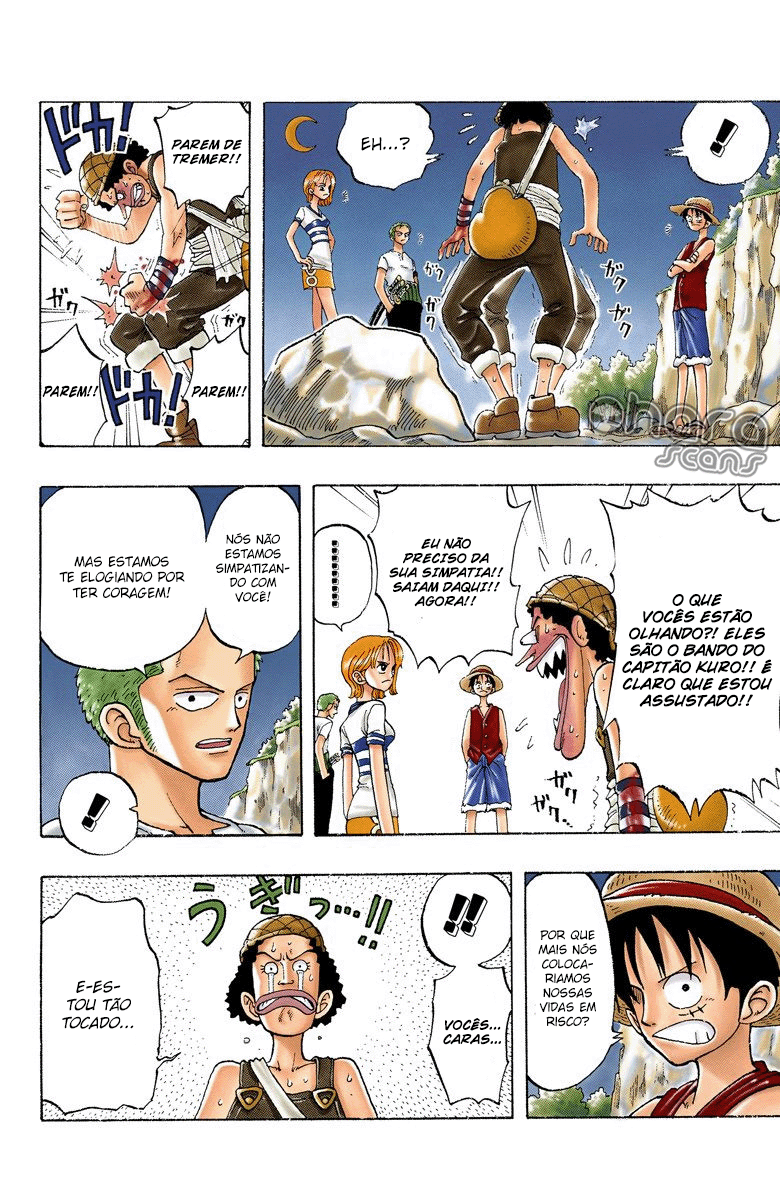 !
EH...?
ガク
ガク
ガク
ガク
PAREM DE
TREMER!!
ドカ!
ガク
ガク
PAREM!!
PAREM!!
ドカ!
O QUE
VOCÊS ESTÃO
OLHANDO?! ELES
SÃO O BANDO DO
CAPITÃO KURO!! É
CLARO QUE ESTOU
ASSUSTADO!!
EU NÃO
PRECISO DA
SUA SIMPATIA!!
SAIAM DAQUI!!
AGORA!!
ガク
ガク
NÓS NÃO
ESTAMOS
SIMPATIZAN-
DO COM
VOCÊ!
MAS ESTAMOS
TE ELOGIANDO POR
TER CORAGEM!
!
POR QUE
MAIS NÓS
COLOCA-
RIAMOS
NOSSAS
VIDAS EM
RISCO?
!!
VOCÊS...
CARAS...
うぎっ...!!
E-ES-
TOU TÃO
TOCADO...
Ohara
scans